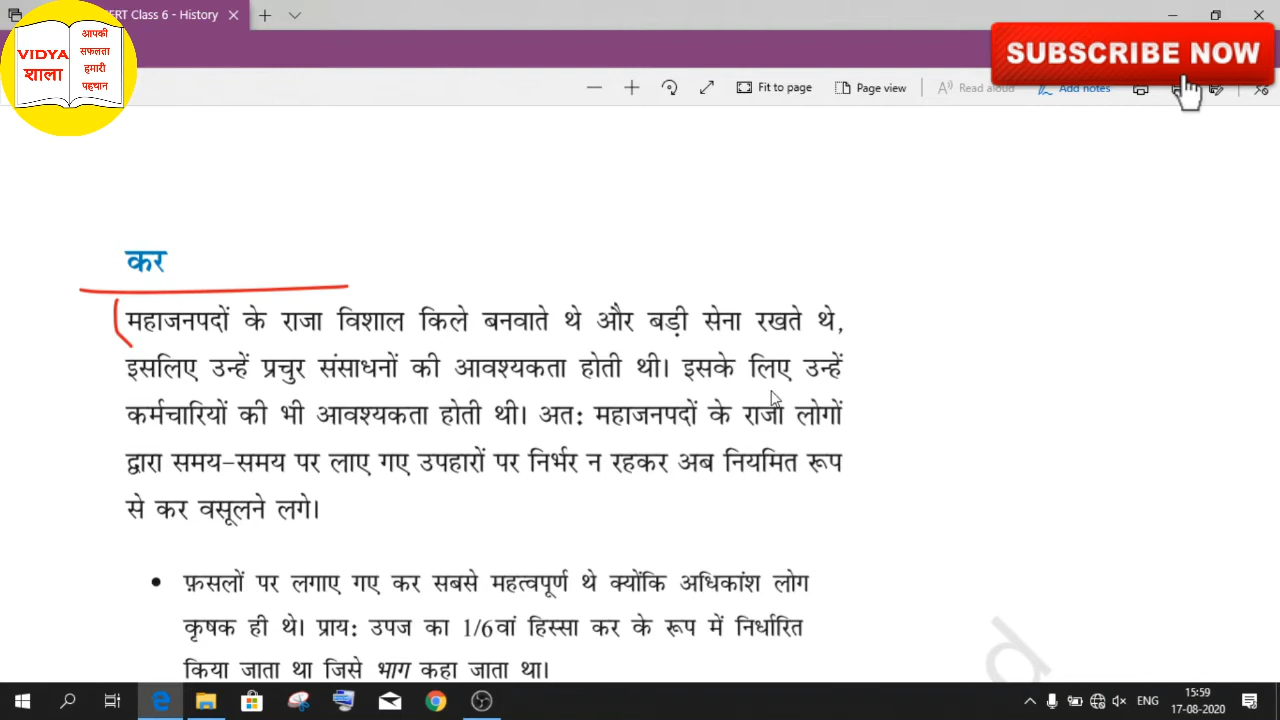 ERT Class 6 - History
VIDYA
शाला
आपकी
सफलता
हमारी
पहचान
SUBSCRIBE NOW
Fit to page
Page view
Read aloud
Add notes
कर
महाजनपदों के राजा विशाल किले बनवाते थे और बड़ी सेना रखते थे,
इसलिए उन्हें प्रचुर संसाधनों की आवश्यकता होती थी। इसके लिए उन्हें
कर्मचारियों की भी आवश्यकता होती थी। अत: महाजनपदों के राजा लोगों
द्वारा समय-समय पर लाए गए उपहारों पर निर्भर न रहकर अब नियमित रूप
से कर वसूलने लगे।
• फ़सलों पर लगाए गए कर सबसे महत्वपूर्ण थे क्योंकि अधिकांश लोग
कृषक ही थे। प्राय: उपज का 1/6वां हिस्सा कर के रूप में निर्धारित
किया जाता था जिसे भाग कहा जाता था।
d
ENG
15:59
17-08-2020